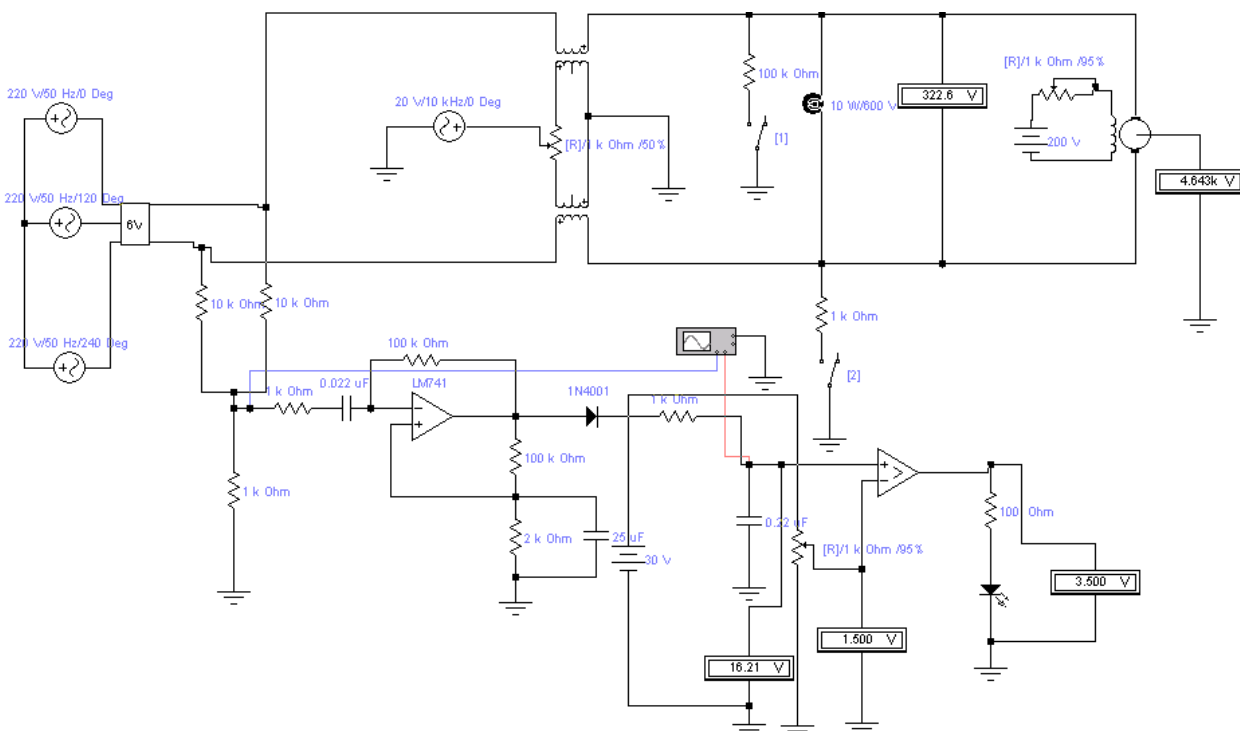 220 V/50 Hz/0 Deg
220 V/50 Hz/120 Deg
6V
220 V/50 Hz/240 Deg
20 V/10 kHz/0 Deg
[R]/1 k Ohm /50%
100 k Ohm
[1]
10 W/600 V
322.6 V
[R]/1 k Ohm /95%
200 V
4.643k V
10 k Ohm
10 k Ohm
1 k Ohm
[2]
100 k Ohm
0.022 uF
LM741
1 k Ohm
1N4001
1 k Ohm
100 k Ohm
1 k Ohm
2 k Ohm
25 uF
30 V
0.22 uF
[R]/1 k Ohm /95%
100 Ohm
3.500 V
1.500 V
16.21 V